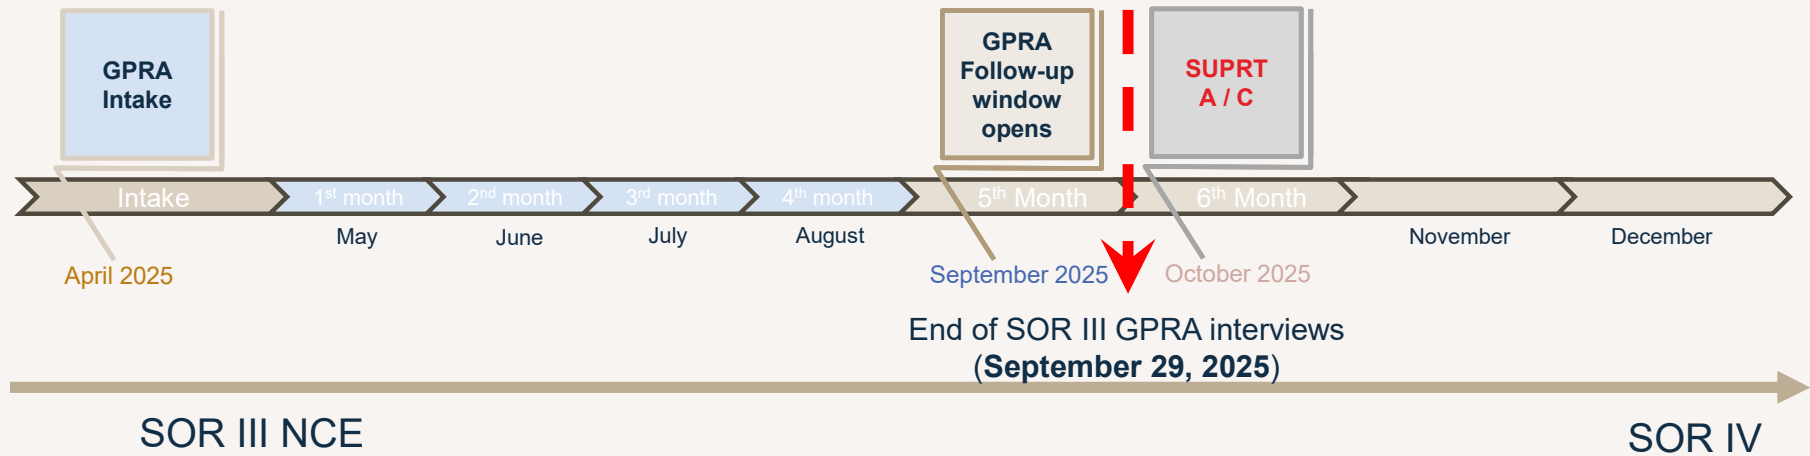 GPRA
Intake
GPRA
Follow-up
window
opens
SUPRT
A / C
Intake
1st month
2nd month
3rd month
4th month
5th Month
6th Month
May
June
July
August
November
December
April 2025
September 2025
October 2025
End of SOR III GPRA interviews
(September 29, 2025)
SOR III NCE
SOR IV